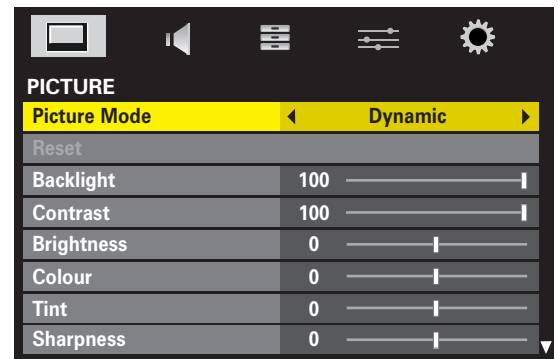 PICTURE
Picture Mode Dynamic
Reset
Backlight 100
Contrast 100
Brightness 0
Colour 0
Tint 0
Sharpness 0